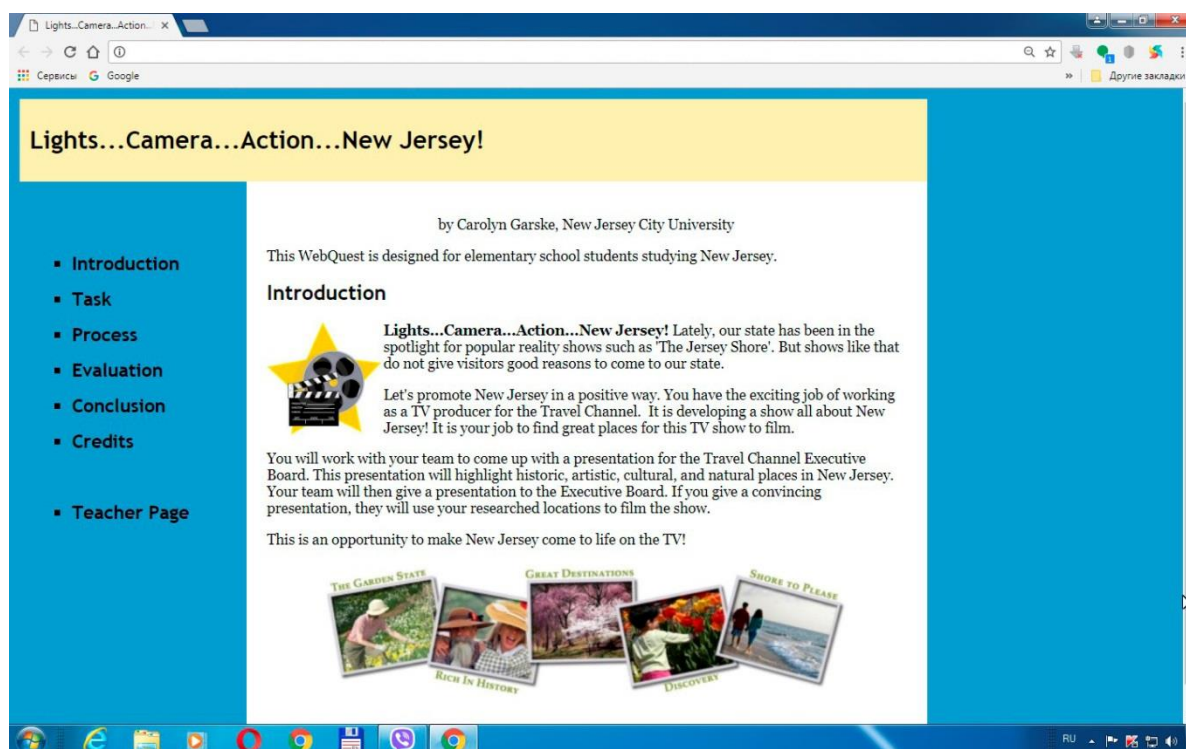 Lights...Camera...Action...
Сервисы
Google
Другие закладки
Lights...Camera...Action...New Jersey!
by Carolyn Garske, New Jersey City University
This WebQuest is designed for elementary school students studying New Jersey.
Introduction
Task
Process
Evaluation
Conclusion
Credits
Teacher Page
Introduction
Lights...Camera...Action...New Jersey! Lately, our state has been in the
spotlight for popular reality shows such as 'The Jersey Shore'. But shows like that
do not give visitors good reasons to come to our state.
Let's promote New Jersey in a positive way. You have the exciting job of working
as a TV producer for the Travel Channel. It is developing a show all about New
Jersey! It is your job to find great places for this TV show to film.
You will work with your team to come up with a presentation for the Travel Channel Executive
Board. This presentation will highlight historic, artistic, cultural, and natural places in New Jersey.
Your team will then give a presentation to the Executive Board. If you give a convincing
presentation, they will use your researched locations to film the show.
This is an opportunity to make New Jersey come to life on the TV!
The Garden State
Great Destinations
Shore to Please
Rich In History
Discovery
RU